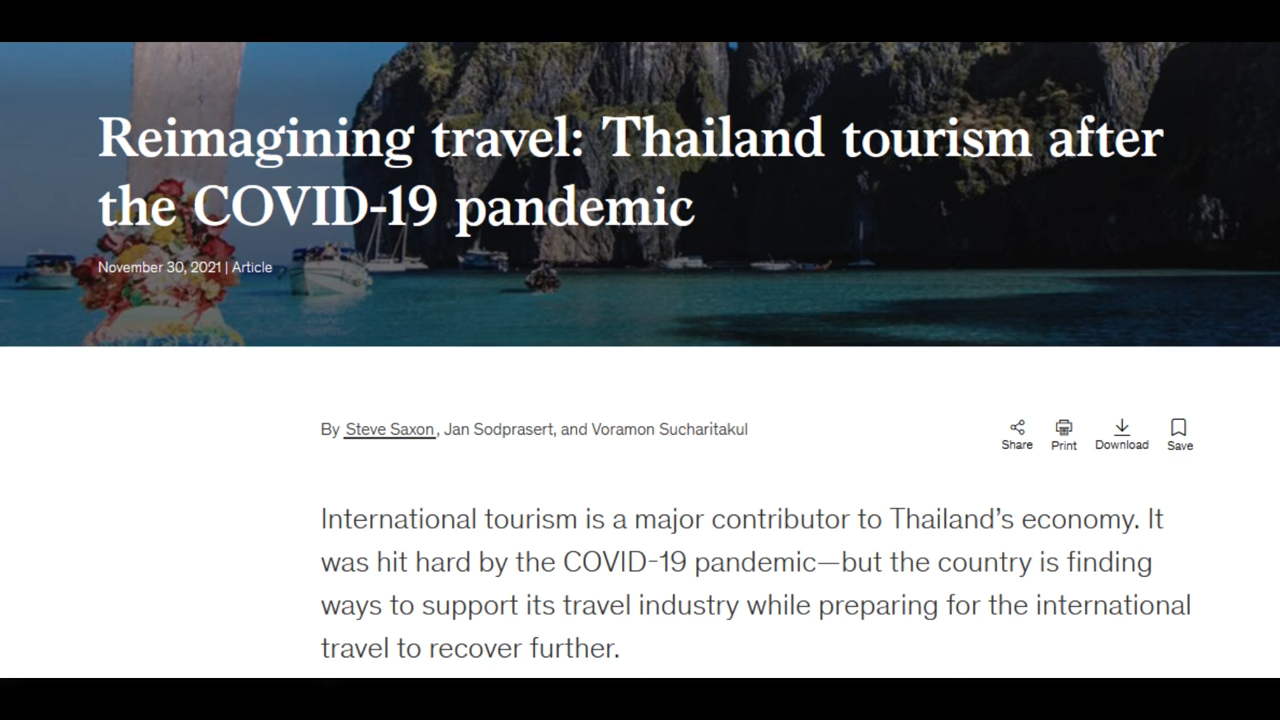 Reimagining travel: Thailand tourism after
the COVID-19 pandemic
November 30, 2021 | Article
By Steve Saxon, Jan Sodprasert, and Voramon Sucharitakul
Share Print Download Save
International tourism is a major contributor to Thailand’s economy. It
was hit hard by the COVID-19 pandemic—but the country is finding
ways to support its travel industry while preparing for the international
travel to recover further.